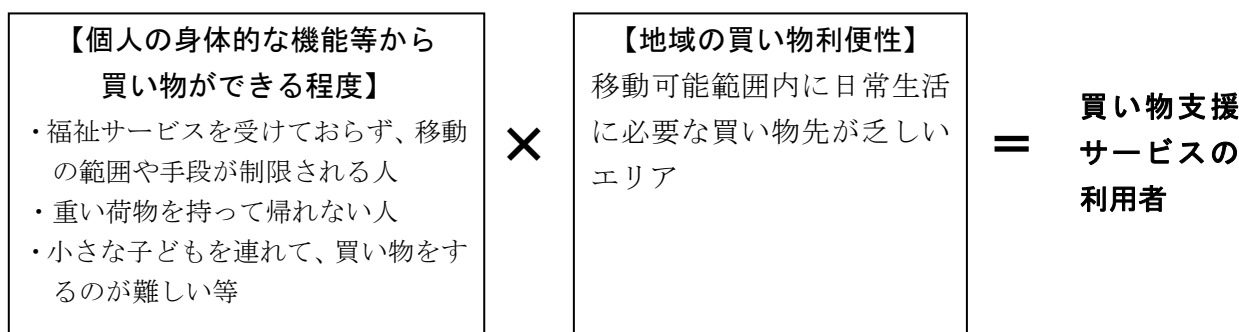 【個人の身体的な機能等から
買い物ができる程度】
・福祉サービスを受けておらず、移動
の範囲や手段が制限される人
・重い荷物を持って帰れない人
・小さな子どもを連れて、買い物をす
るのが難しい等
×
【地域の買い物利便性】
移動可能範囲内に日常生活
に必要な買い物先が乏しい
エリア
＝
買い物支援
サービスの
利用者